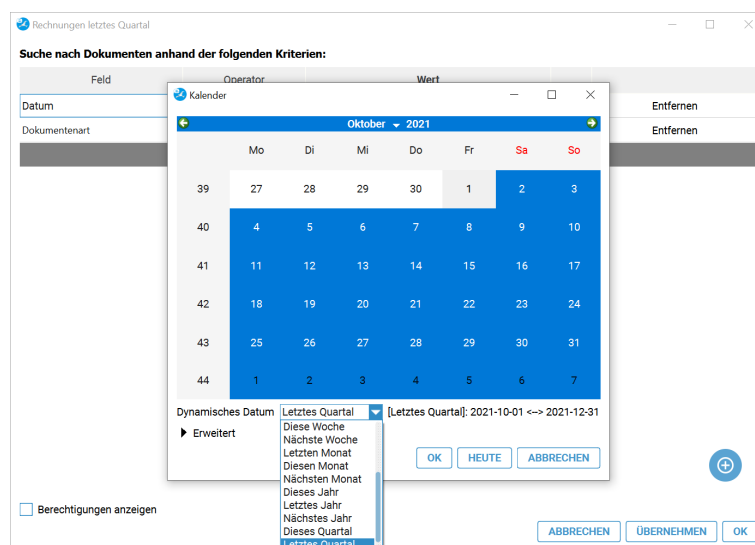 Rechnungen letztes Quartal
Suche nach Dokumenten anhand der folgenden Kriterien:
Feld Operator Wert
Datum Entfernen
Dokumentenart Entfernen
Kalender
Oktober 2021
Mo Di Mi Do Fr Sa So
39 27 28 29 30 1 2 3
40 4 5 6 7 8 9 10
41 11 12 13 14 15 16 17
42 18 19 20 21 22 23 24
43 25 26 27 28 29 30 31
44 1 2 3 4 5 6 7
Dynamisches Datum Letztes Quartal [Letztes Quartal]: 2021-10-01 <--> 2021-12-31
Erweitert
Diese Woche
Nächste Woche
Letzten Monat
Diesen Monat
Nächsten Monat
Dieses Jahr
Letztes Jahr
Nächstes Jahr
Dieses Quartal
Letztes Quartal
OK HEUTE ABBRECHEN
Berechtigungen anzeigen
ABBRECHEN ÜBERNEHMEN OK